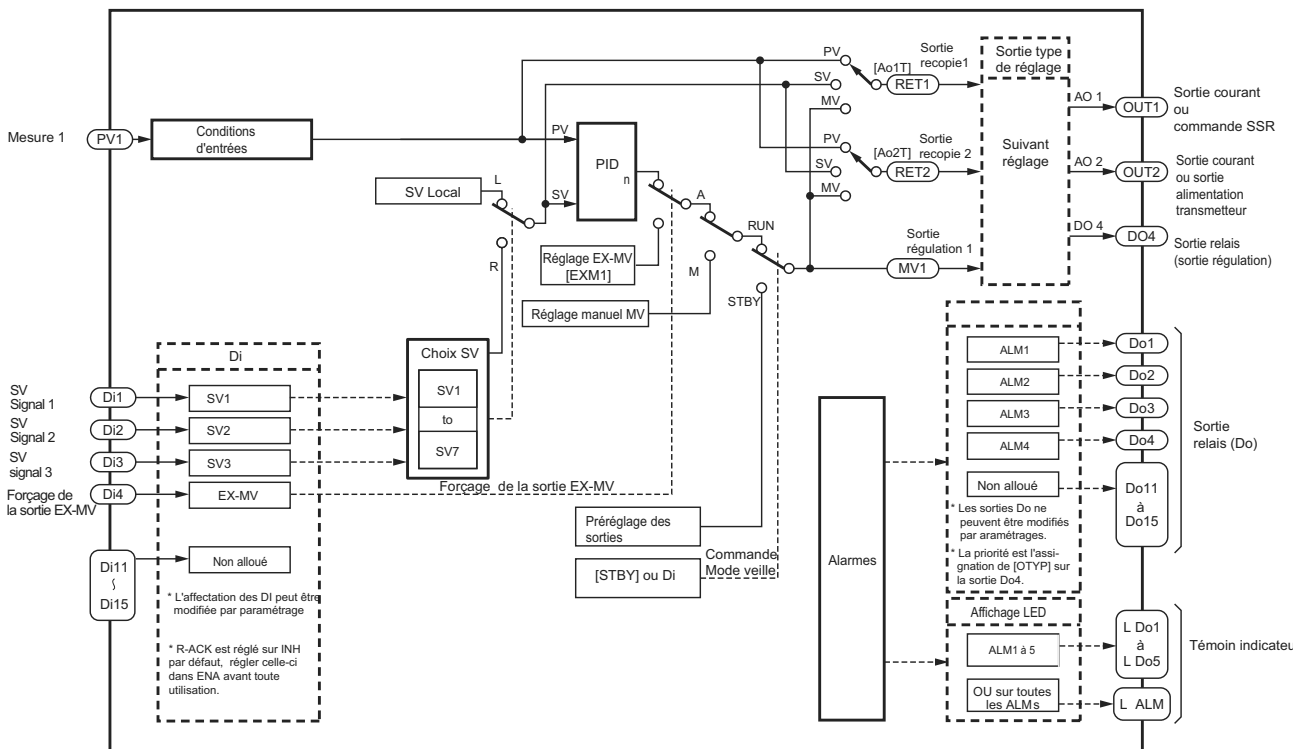 Mesure 1
PV1
Conditions
d'entrées
PV
SV
MV
[Ao1T]
Sortie
recopie1
RET1
PV
SV
MV
[Ao2T]
Sortie
recopie 2
RET2
Sortie type
de réglage
Suivant
réglage
AO 1
OUT1
Sortie courant
ou
commande SSR
AO 2
OUT2
Sortie courant
ou sortie
alimentation
transmetteur
DO 4
DO4
Sortie relais
(sortie régulation)
SV Local
L
R
PV
SV
PID
n
A
M
RUN
STBY
Sortie
régulation 1
MV1
Réglage EX-MV
[EXM1]
Réglage manuel MV
Choix SV
SV1
to
SV7
Di
SV
Signal 1
Di1
SV1
SV
Signal 2
Di2
SV2
SV
signal 3
Di3
SV3
Forçage de
la sortie EX-MV
Di4
EX-MV
Forçage de la sortie EX-MV
Di11
~
Di15
Non alloué
* L'affectation des DI peut être
modifiée par paramétrage
* R-ACK est réglé sur INH
par défaut, régler celle-ci
dans ENA avant toute
utilisation.
Préréglage des
sorties
[STBY] ou Di
Commande
Mode veille
Alarmes
ALM1
ALM2
ALM3
ALM4
Non alloué
Do1
Do2
Do3
Do4
Do11
à
Do15
Sortie
relais (Do)
* Les sorties Do ne
peuvent être modifiés
par aramétrages.
* La priorité est l'assi-
gnation de [OTYP] sur
la sortie Do4.
Affichage LED
ALM1 à 5
OU sur toutes
les ALMs
L Do1
à
L Do5
L ALM
Témoin indicateu